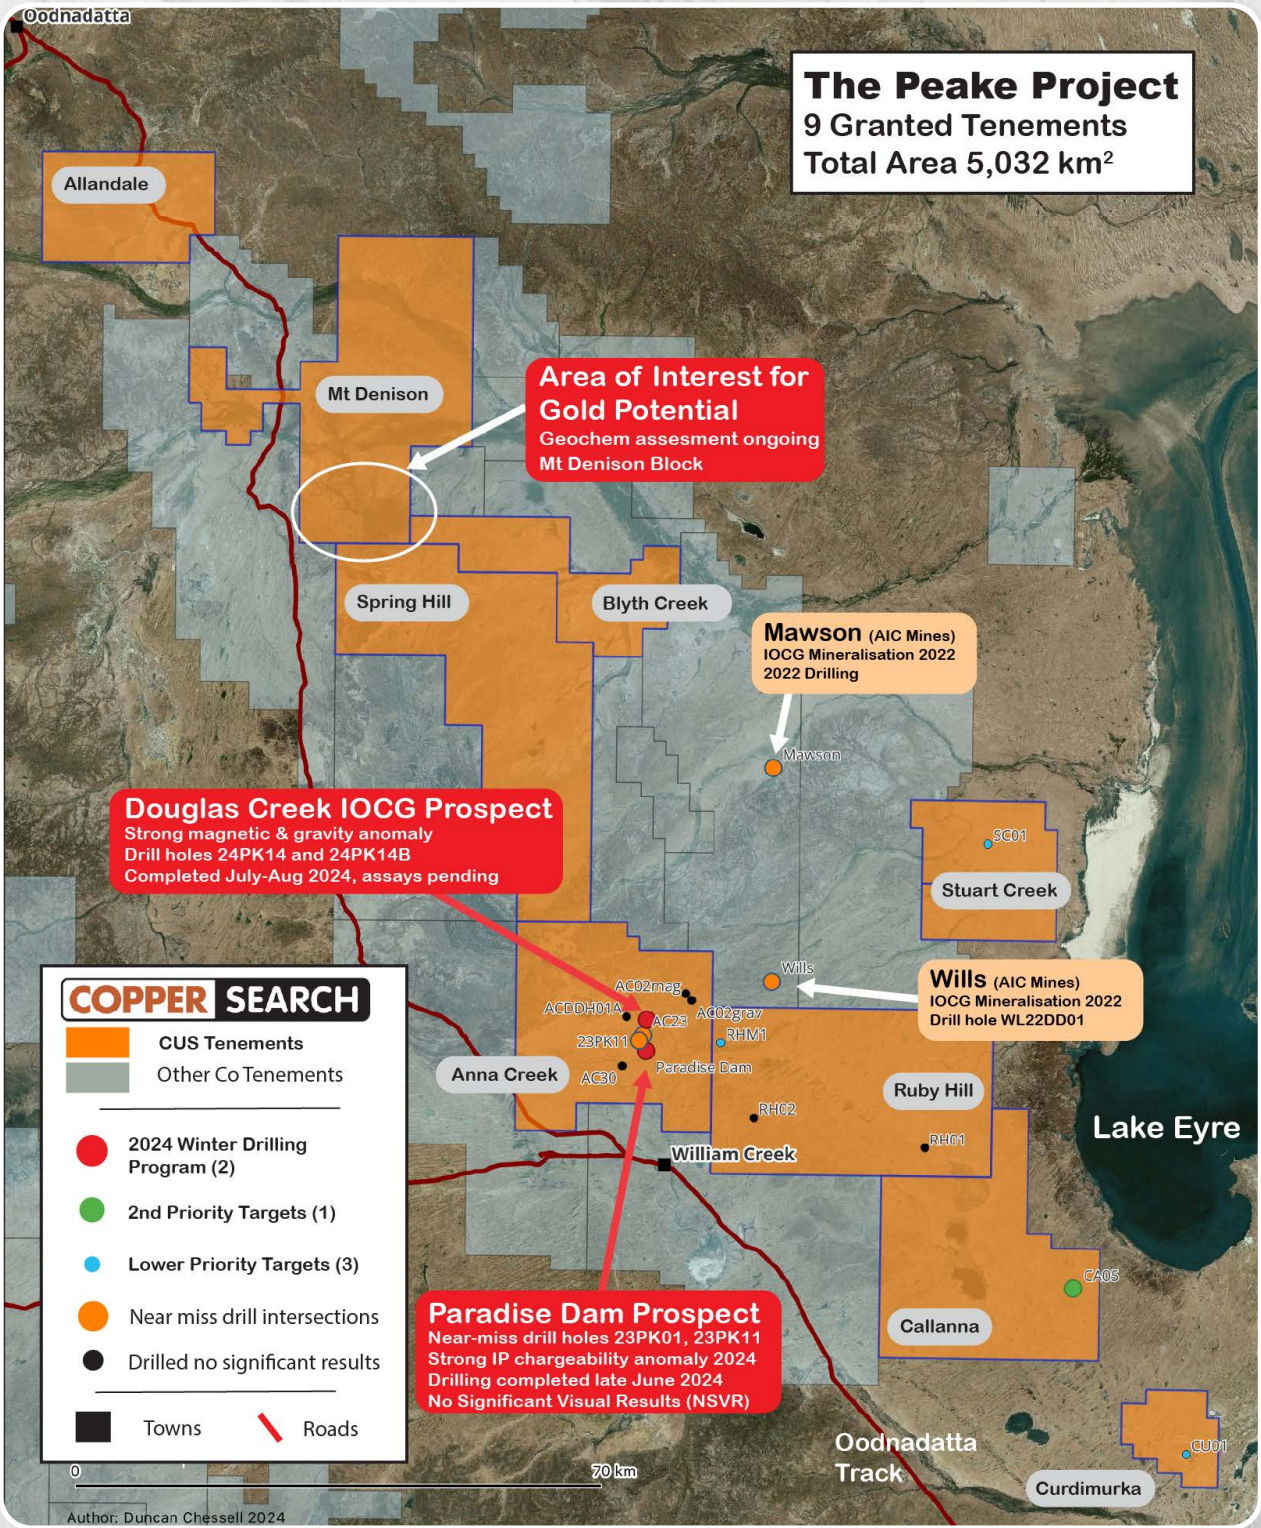 Oodnadatta
The Peake Project
9 Granted Tenements
Total Area 5,032 km²
Allandale
Mt Denison
Area of Interest for
Gold Potential
Geochem assesment ongoing
Mt Denison Block
Spring Hill
Blyth Creek
Mawson (AIC Mines)
IOCG Mineralisation 2022
2022 Drilling
Mawson
Douglas Creek IOCG Prospect
Strong magnetic & gravity anomaly
Drill holes 24PK14 and 24PK14B
Completed July-Aug 2024, assays pending
SC01
Stuart Creek
Wills
Wills (AIC Mines)
IOCG Mineralisation 2022
Drill hole WL22DD01
AC02mag
ACDDH01A
AC02grav
AC23
23PK11
RHM1
Paradise Dam
AC30
Anna Creek
Ruby Hill
RH02
RH01
William Creek
Lake Eyre
COPPER SEARCH
CUS Tenements
Other Co Tenements
2024 Winter Drilling
Program (2)
2nd Priority Targets (1)
Lower Priority Targets (3)
Near miss drill intersections
Drilled no significant results
Towns
Roads
CA05
Callanna
Paradise Dam Prospect
Near-miss drill holes 23PK01, 23PK11
Strong IP chargeability anomaly 2024
Drilling completed late June 2024
No Significant Visual Results (NSVR)
Oodnadatta
Track
CU01
Curdimurka
0
70 km
Author: Duncan Chessell 2024